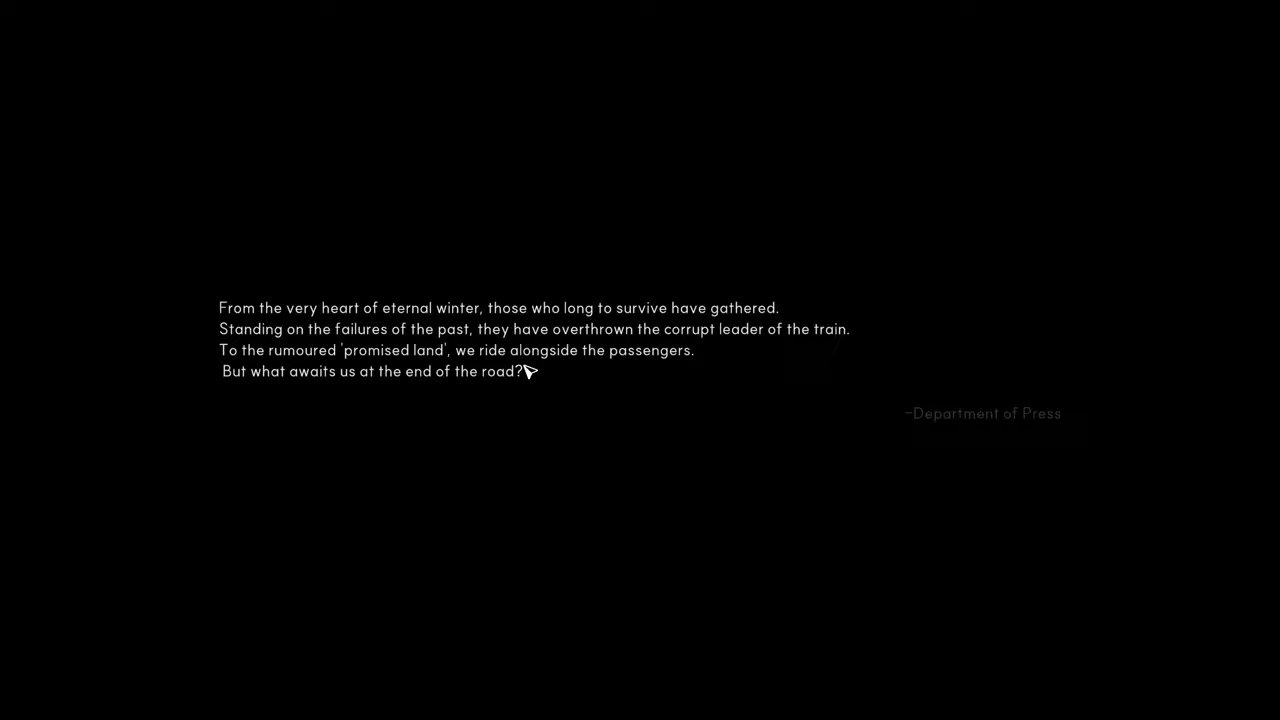 From the very heart of eternal winter, those who long to survive have gathered.
Standing on the failures of the past, they have overthrown the corrupt leader of the train.
To the rumoured 'promised land', we ride alongside the passengers.
But what awaits us at the end of the road?
-Department of Press